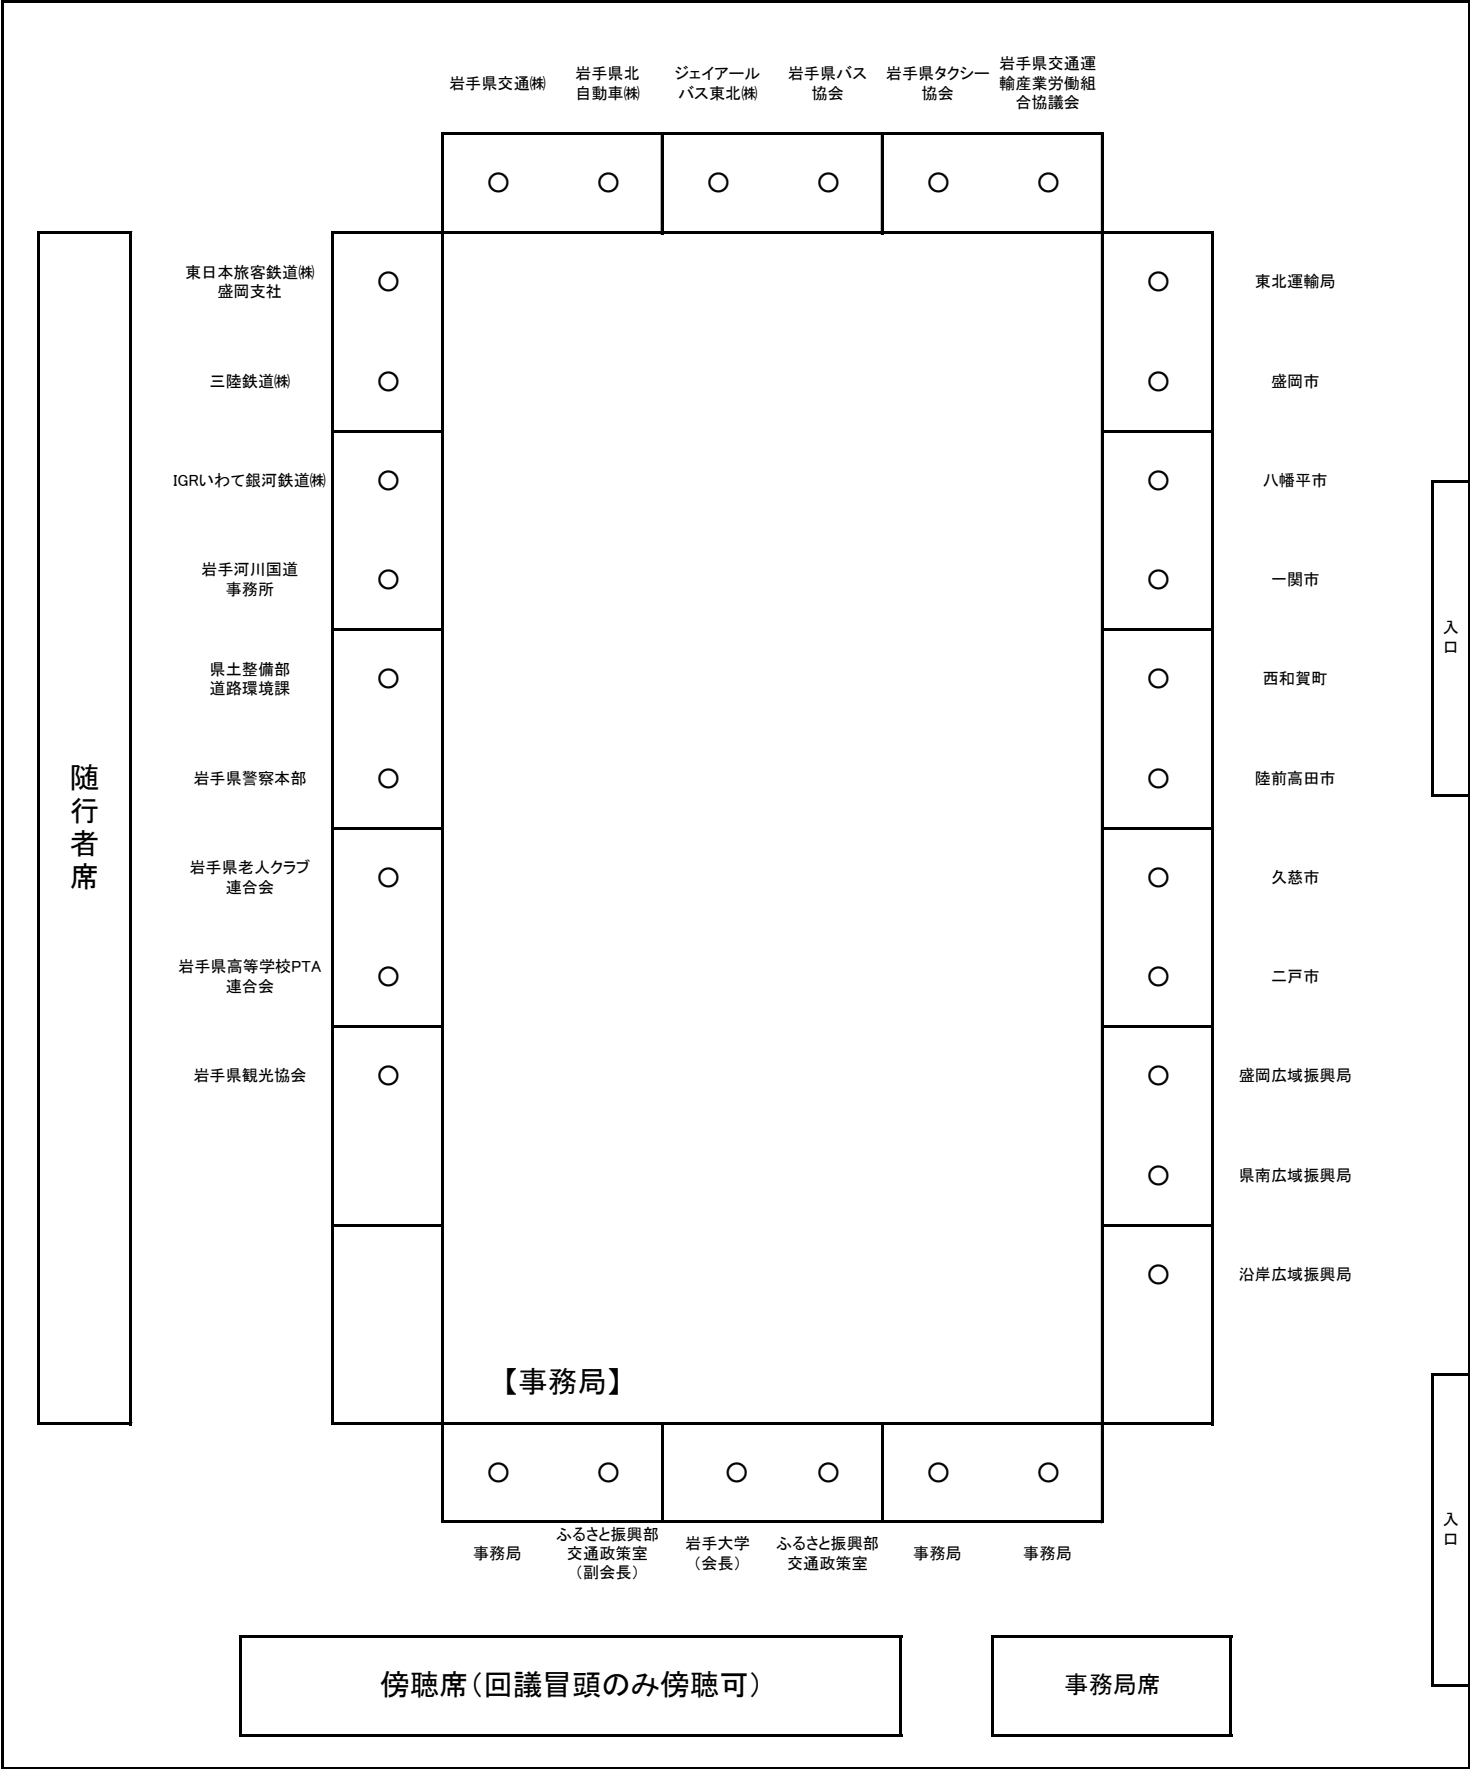 岩手県交通㈱
岩手県北
自動車㈱
ジェイアール
バス東北㈱
岩手県バス
協会
岩手県タクシー
協会
岩手県交通運
輸産業労働組
合協議会
随行者席
東日本旅客鉄道㈱
盛岡支社
三陸鉄道㈱
IGRいわて銀河鉄道㈱
岩手河川国道
事務所
県土整備部
道路環境課
岩手県警察本部
岩手県老人クラブ
連合会
岩手県高等学校PTA
連合会
岩手県観光協会
東北運輸局
盛岡市
八幡平市
一関市
西和賀町
陸前高田市
久慈市
二戸市
盛岡広域振興局
県南広域振興局
沿岸広域振興局
入口
入口
【事務局】
事務局
ふるさと振興部
交通政策室
（副会長）
岩手大学
（会長）
ふるさと振興部
交通政策室
事務局
事務局
傍聴席（回議冒頭のみ傍聴可）
事務局席